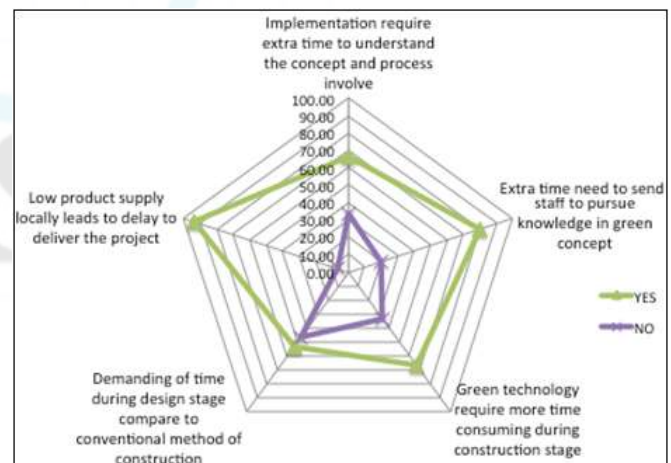 Implementation require
extra time to understand
the concept and process
involve
100.00
90.00
80.00
70.00
60.00
50.00
40.00
30.00
20.00
10.00
0.00
Extra time need to send
staff to pursue
knowledge in green
concept
Green technology
require more time
consuming during
construction stage
Demanding of time
during design stage
compare to
conventional method of
construction
Low product supply
locally leads to delay to
deliver the project
YES
NO